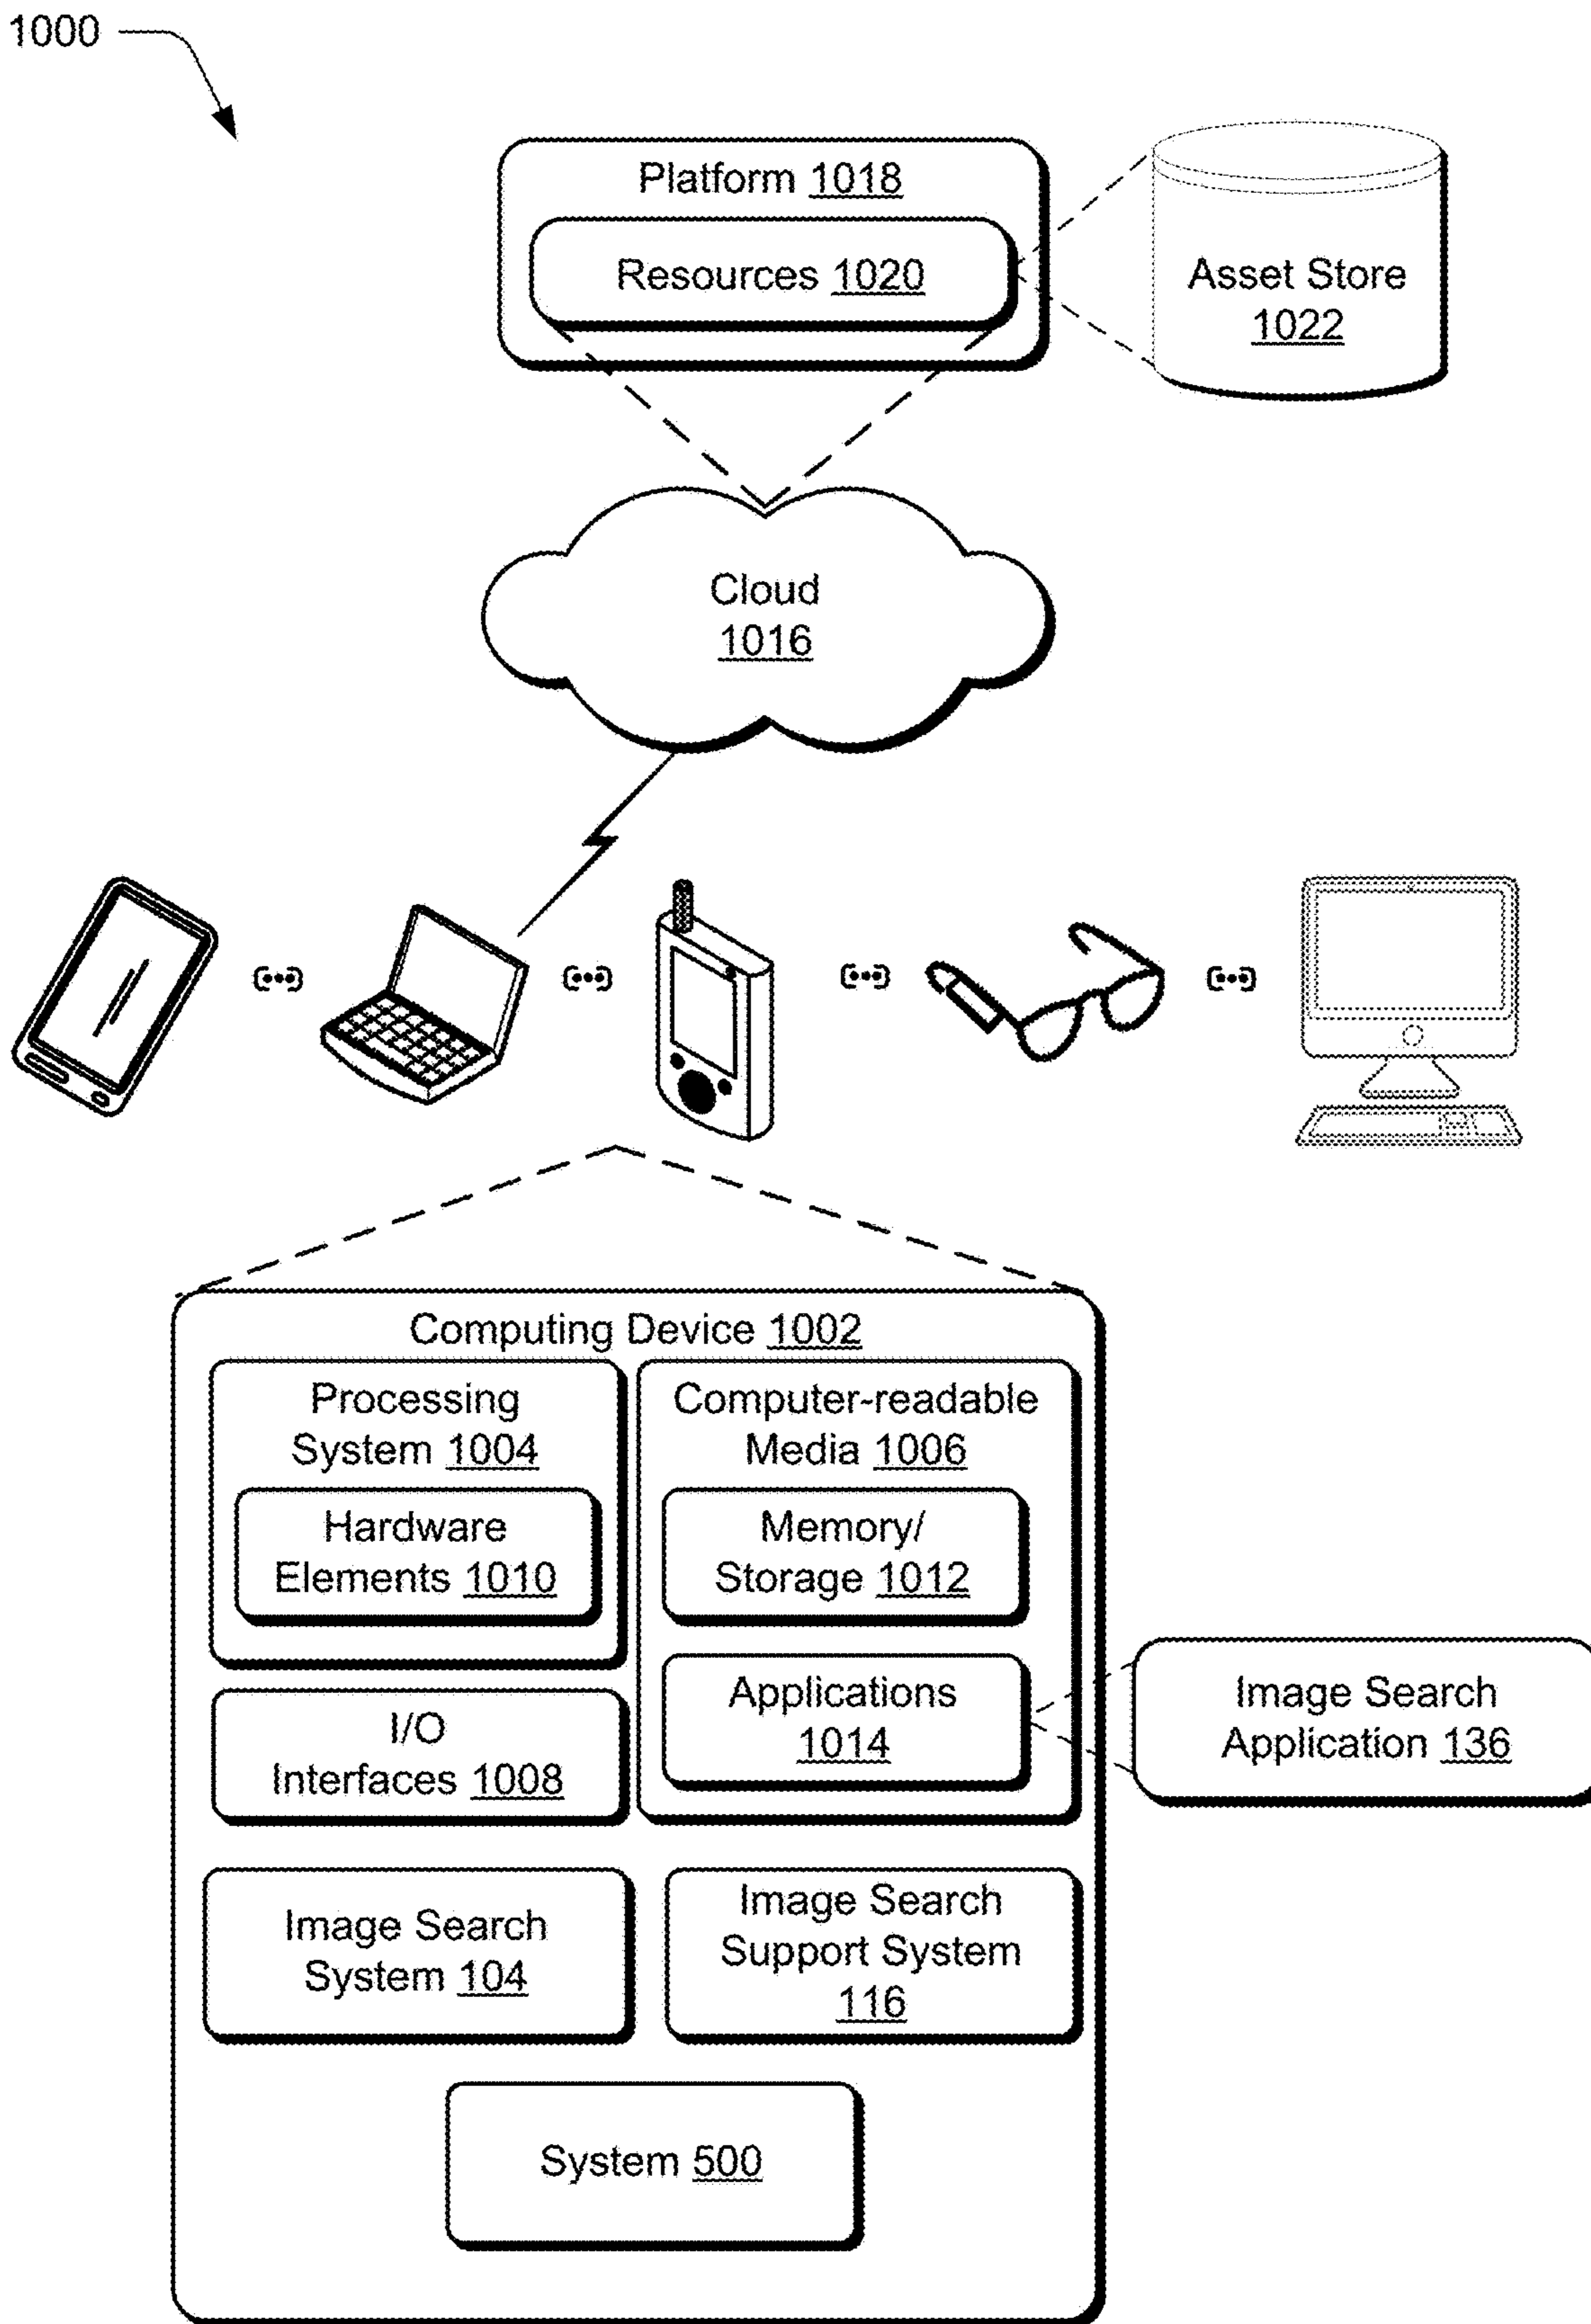 1000
Platform 1018
Resources 1020
Asset Store
1022
Cloud
1016
Computing Device 1002
Processing
System 1004
Hardware
Elements 1010
I/O
Interfaces 1008
Computer-readable
Media 1006
Memory/
Storage 1012
Applications
1014
Image Search
Application 136
Image Search
System 104
Image Search
Support System
116
System 500